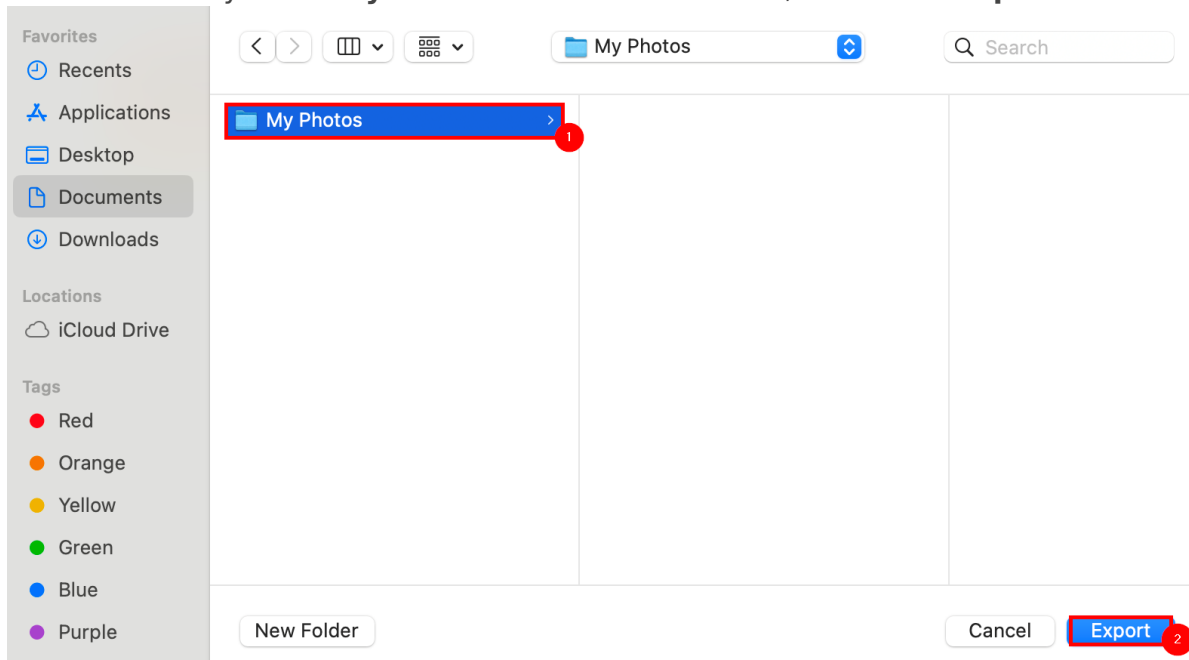 Favorites
Recents
Applications
Desktop
Documents
Downloads
Locations
iCloud Drive
Tags
Red
Orange
Yellow
Green
Blue
Purple
My Photos
Search
My Photos
1
New Folder
Cancel
Export
2